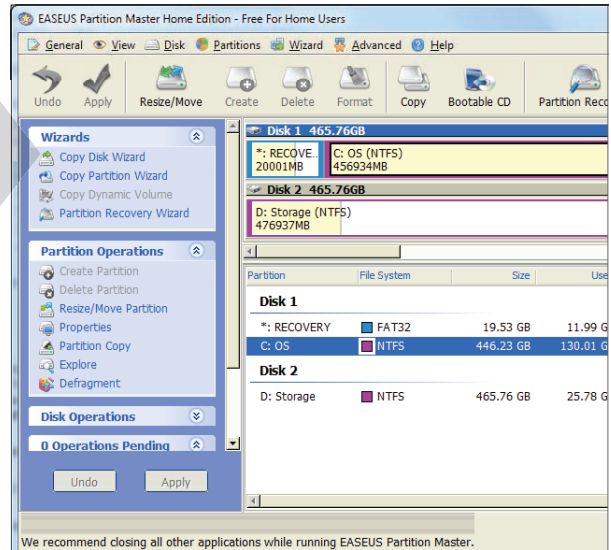 EASEUS Partition Master Home Edition - Free For Home Users
General View Disk Partitions Wizard Advanced Help
Undo Apply Resize/Move Create Delete Format Copy Bootable CD Partition Reco
Wizards
Copy Disk Wizard
Copy Partition Wizard
Copy Dynamic Volume
Partition Recovery Wizard
Partition Operations
Create Partition
Delete Partition
Resize/Move Partition
Properties
Partition Copy
Explore
Defragment
Disk Operations
0 Operations Pending
Undo Apply
Disk 1 465.76GB
*: RECOVE... C: OS (NTFS)
20001MB 456934MB
Disk 2 465.76GB
D: Storage (NTFS)
476937MB
Partition File System Size Use
Disk 1
*: RECOVERY FAT32 19.53 GB 11.99 G
C: OS NTFS 446.23 GB 130.01 G
Disk 2
D: Storage NTFS 465.76 GB 25.78 G
We recommend closing all other applications while running EASEUS Partition Master.